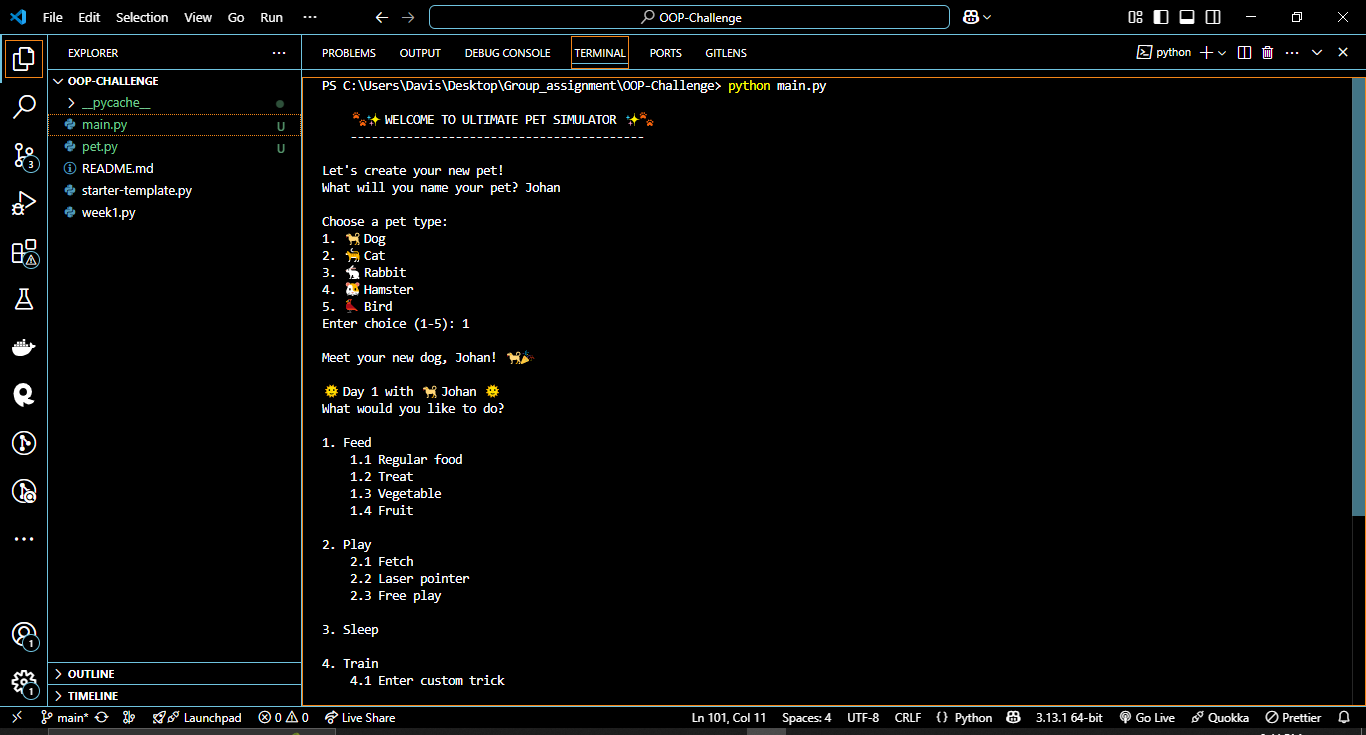 File Edit Selection View Go Run ···
OOP-Challenge
EXPLORER ···
OOP-CHALLENGE
__pycache__
main.py U
pet.py U
README.md
starter-template.py
week1.py
OUTLINE
TIMELINE
3
1
1
PROBLEMS OUTPUT DEBUG CONSOLE TERMINAL PORTS GITLENS
python
PS C:\Users\Davis\Desktop\Group_assignment\OOP-Challenge> python main.py
🐾✨ WELCOME TO ULTIMATE PET SIMULATOR ✨🐾
------------------------------------------
Let's create your new pet!
What will you name your pet? Johan
Choose a pet type:
1. 🐕 Dog
2. 🐈 Cat
3. 🐇 Rabbit
4. 🐹 Hamster
5. 🐦 Bird
Enter choice (1-5): 1
Meet your new dog, Johan! 🐕🎉
🌞 Day 1 with 🐕 Johan 🌞
What would you like to do?
1. Feed
1.1 Regular food
1.2 Treat
1.3 Vegetable
1.4 Fruit
2. Play
2.1 Fetch
2.2 Laser pointer
2.3 Free play
3. Sleep
4. Train
4.1 Enter custom trick
main* Launchpad 0 0 Live Share
Ln 101, Col 11 Spaces: 4 UTF-8 CRLF {} Python 3.13.1 64-bit Go Live Quokka Prettier